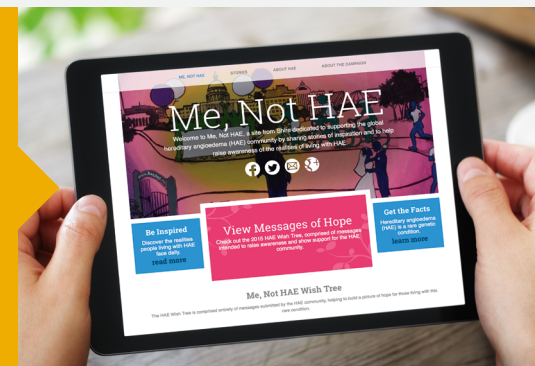 ME, NOT HAE
STORIES
ABOUT HAE
ABOUT THE CAMPAIGN
Me, Not HAE
Welcome to Me, Not HAE, a site from Shire dedicated to supporting the global
hereditary angioedema (HAE) community by sharing stories of inspiration and to help
raise awareness of the realities of living with HAE.
Be Inspired
Discover the realities
people living with HAE
face daily.
read more
View Messages of Hope
Check out the 2016 HAE Wish Tree, comprised of messages
intended to raise awareness and show support for the HAE
community.
Get the Facts
Hereditary angioedema
(HAE) is a rare genetic
condition.
learn more
Me, Not HAE Wish Tree
The HAE Wish Tree is comprised entirely of messages submitted by the HAE community, helping to build a picture of hope for those living with this
rare condition.